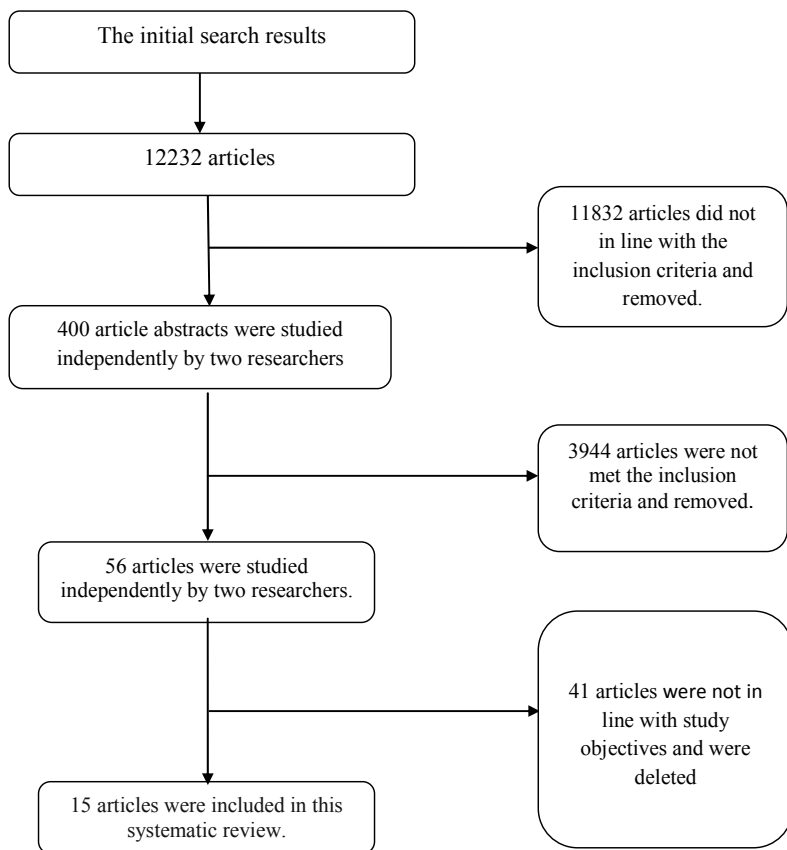 The initial search results
12232 articles
11832 articles did not
in line with the
inclusion criteria and
removed.
400 article abstracts were studied
independently by two researchers
3944 articles were not
met the inclusion
criteria and removed.
56 articles were studied
independently by two researchers.
41 articles were not in
line with study
objectives and were
deleted
15 articles were included in this
systematic review.